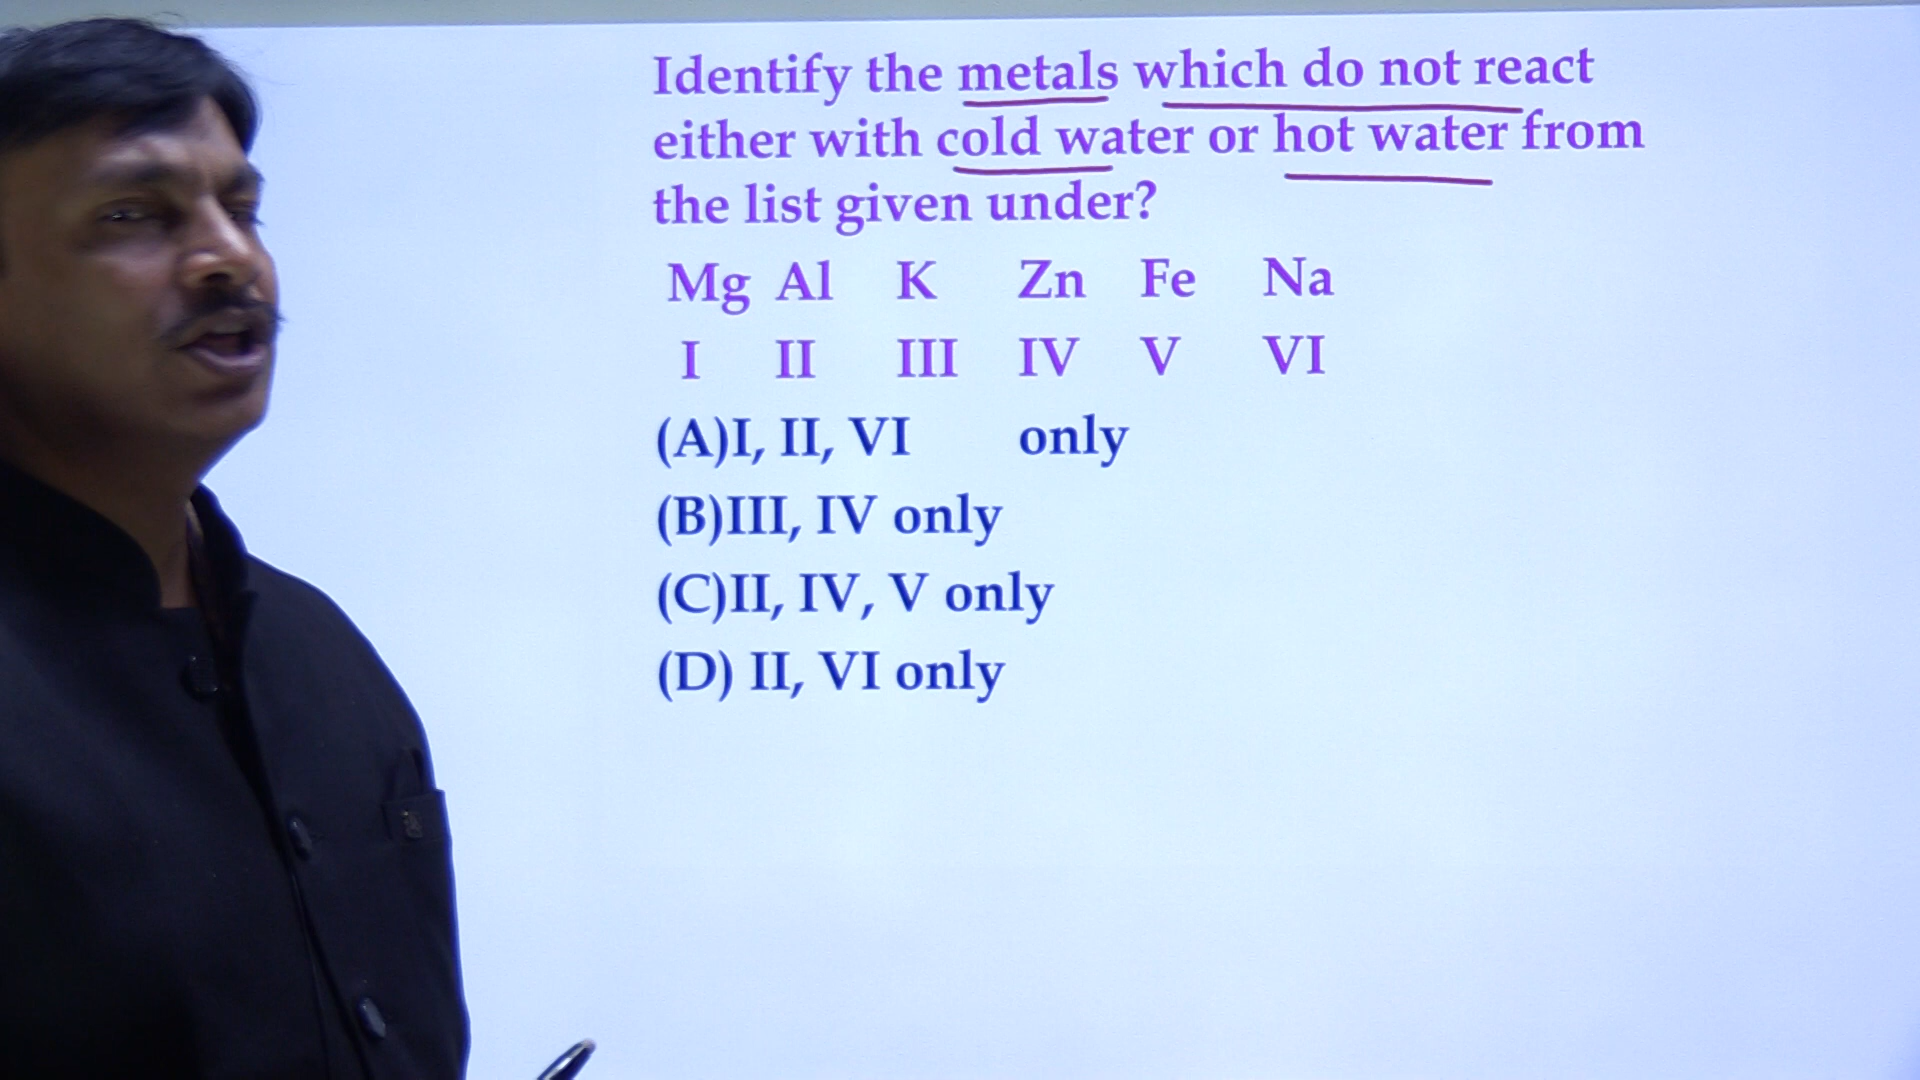 Identify the metals which do not react
either with cold water or hot water from
the list given under?
Mg Al K Zn Fe Na
I II III IV V VI
(A)I, II, VI only
(B)III, IV only
(C)II, IV, V only
(D) II, VI only